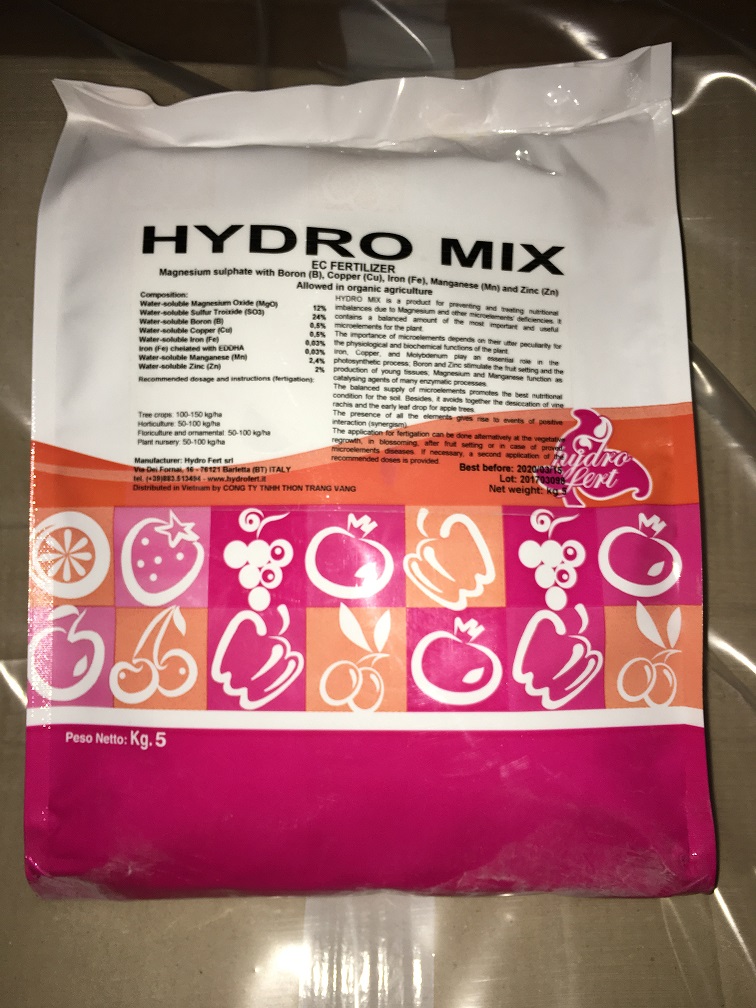 HYDRO MIX
EC FERTILIZER
Magnesium sulphate with Boron (B), Copper (Cu), Iron (Fe), Manganese (Mn) and Zinc (Zn)
Allowed in organic agriculture
Composition:
Water-soluble Magnesium Oxide (MgO) 12%
Water-soluble Sulfur Troixide (SO3) 24%
Water-soluble Boron (B) 0,5%
Water-soluble Copper (Cu) 0,5%
Water-soluble Iron (Fe) 0,03%
Iron (Fe) chelated with EDDHA 0,03%
Water-soluble Manganese (Mn) 2,4%
Water-soluble Zinc (Zn) 2%
Recommended dosage and instructions (fertigation):
Tree crops: 100-150 kg/ha
Horticulture: 50-100 kg/ha
Floriculture and ornamental: 50-100 kg/ha
Plant nursery: 50-100 kg/ha
Manufacturer: Hydro Fert srl
Via Dei Fornai, 16 - 76121 Barletta (BT) ITALY
tel. (+39)883.513494 - www.hydrofert.it
Distributed in Vietnam by CONG TY TNHH THON TRANG VANG
HYDRO MIX is a product for preventing and treating nutritional
imbalances due to Magnesium and other microelements' deficiencies. It
contains a balanced amount of the most important and useful
microelements for the plant.
The importance of microelements depends on their utter peculiarity for
the physiological and biochemical functions of the plant.
Iron, Copper, and Molybdenum play an essential role in the
photosynthetic process, Boron and Zinc stimulate the fruit setting and the
production of young tissues; Magnesium and Manganese function as
catalysing agents of many enzymatic processes.
The balanced supply of microelements promotes the best nutritional
condition for the soil. Besides, it avoids together the desiccation of vine
rachis and the early leaf drop for apple trees.
The presence of all the elements gives rise to events of positive
interaction (synergism).
The application for fertigation can be done alternatively at the vegetative
regrowth, in blossoming, after fruit setting or in case of proved
microelements diseases. If necessary, a second application of the
recommended doses is provided.
Best before: 2020/03/15
Lot: 201703098
Net weight: kg 5
hydro
fert
Peso Netto: Kg. 5